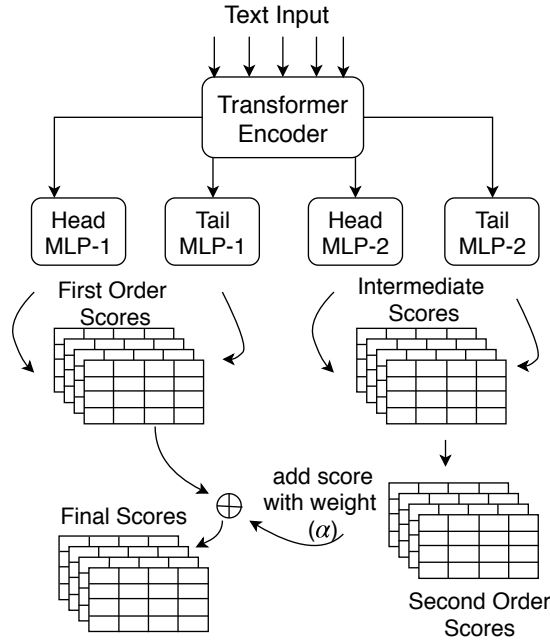 Text Input
Transformer
Encoder
Head
MLP-1
Tail
MLP-1
Head
MLP-2
Tail
MLP-2
First Order
Scores
Intermediate
Scores
add score
with weight
(α)
Final Scores
Second Order
Scores